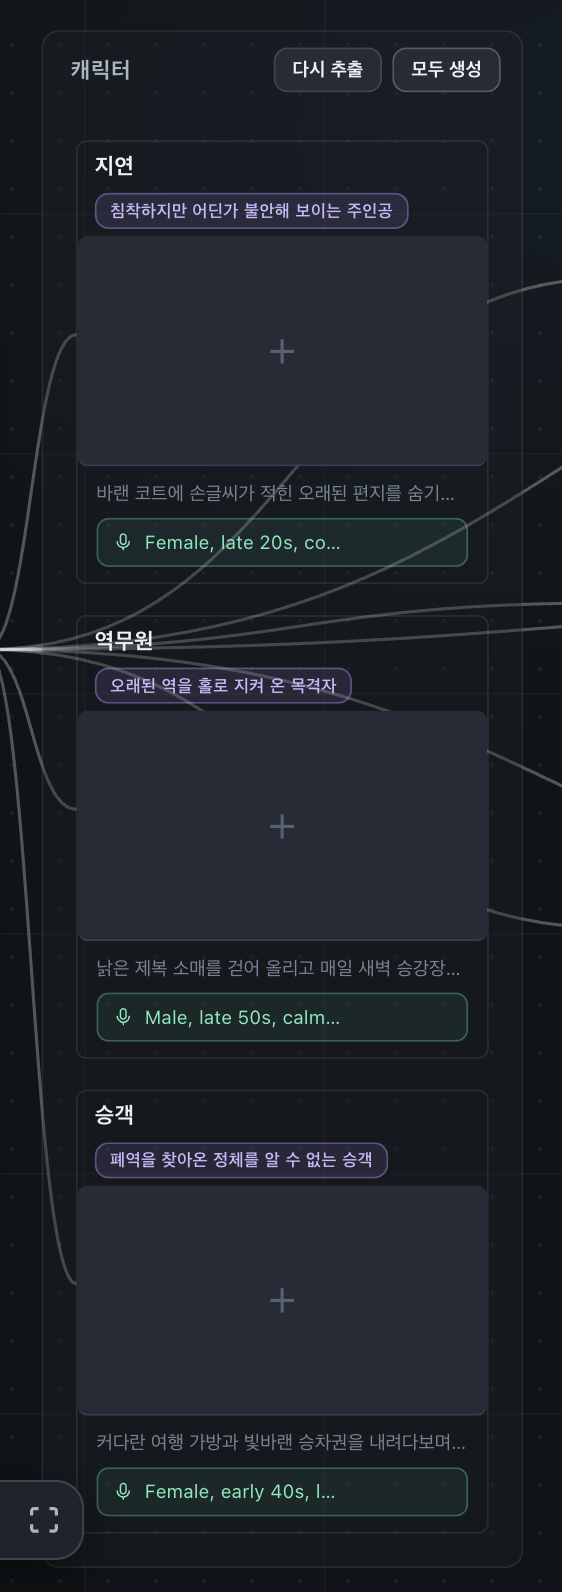 캐릭터
다시 추출
모두 생성
지연
침착하지만 어딘가 불안해 보이는 주인공
바랜 코트에 손글씨가 적힌 오래된 편지를 숨기...
Female, late 20s, co...
역무원
오래된 역을 홀로 지켜 온 목격자
낡은 제복 소매를 걷어 올리고 매일 새벽 승강장...
Male, late 50s, calm...
승객
폐역을 찾아온 정체를 알 수 없는 승객
커다란 여행 가방과 빛바랜 승차권을 내려다보며...
Female, early 40s, l...